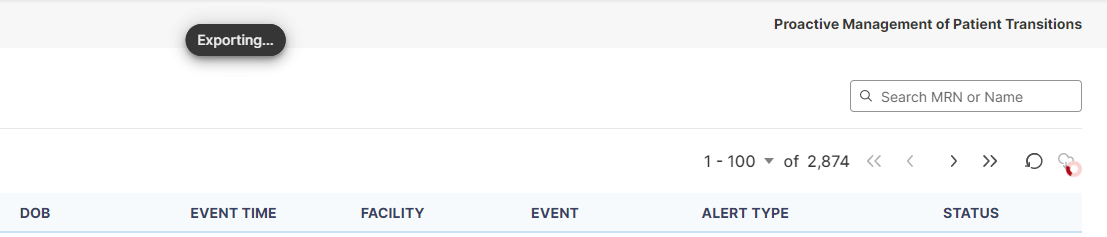 Proactive Management of Patient Transitions
Exporting...
Search MRN or Name
1 - 100 of 2,874
DOB EVENT TIME FACILITY EVENT ALERT TYPE STATUS